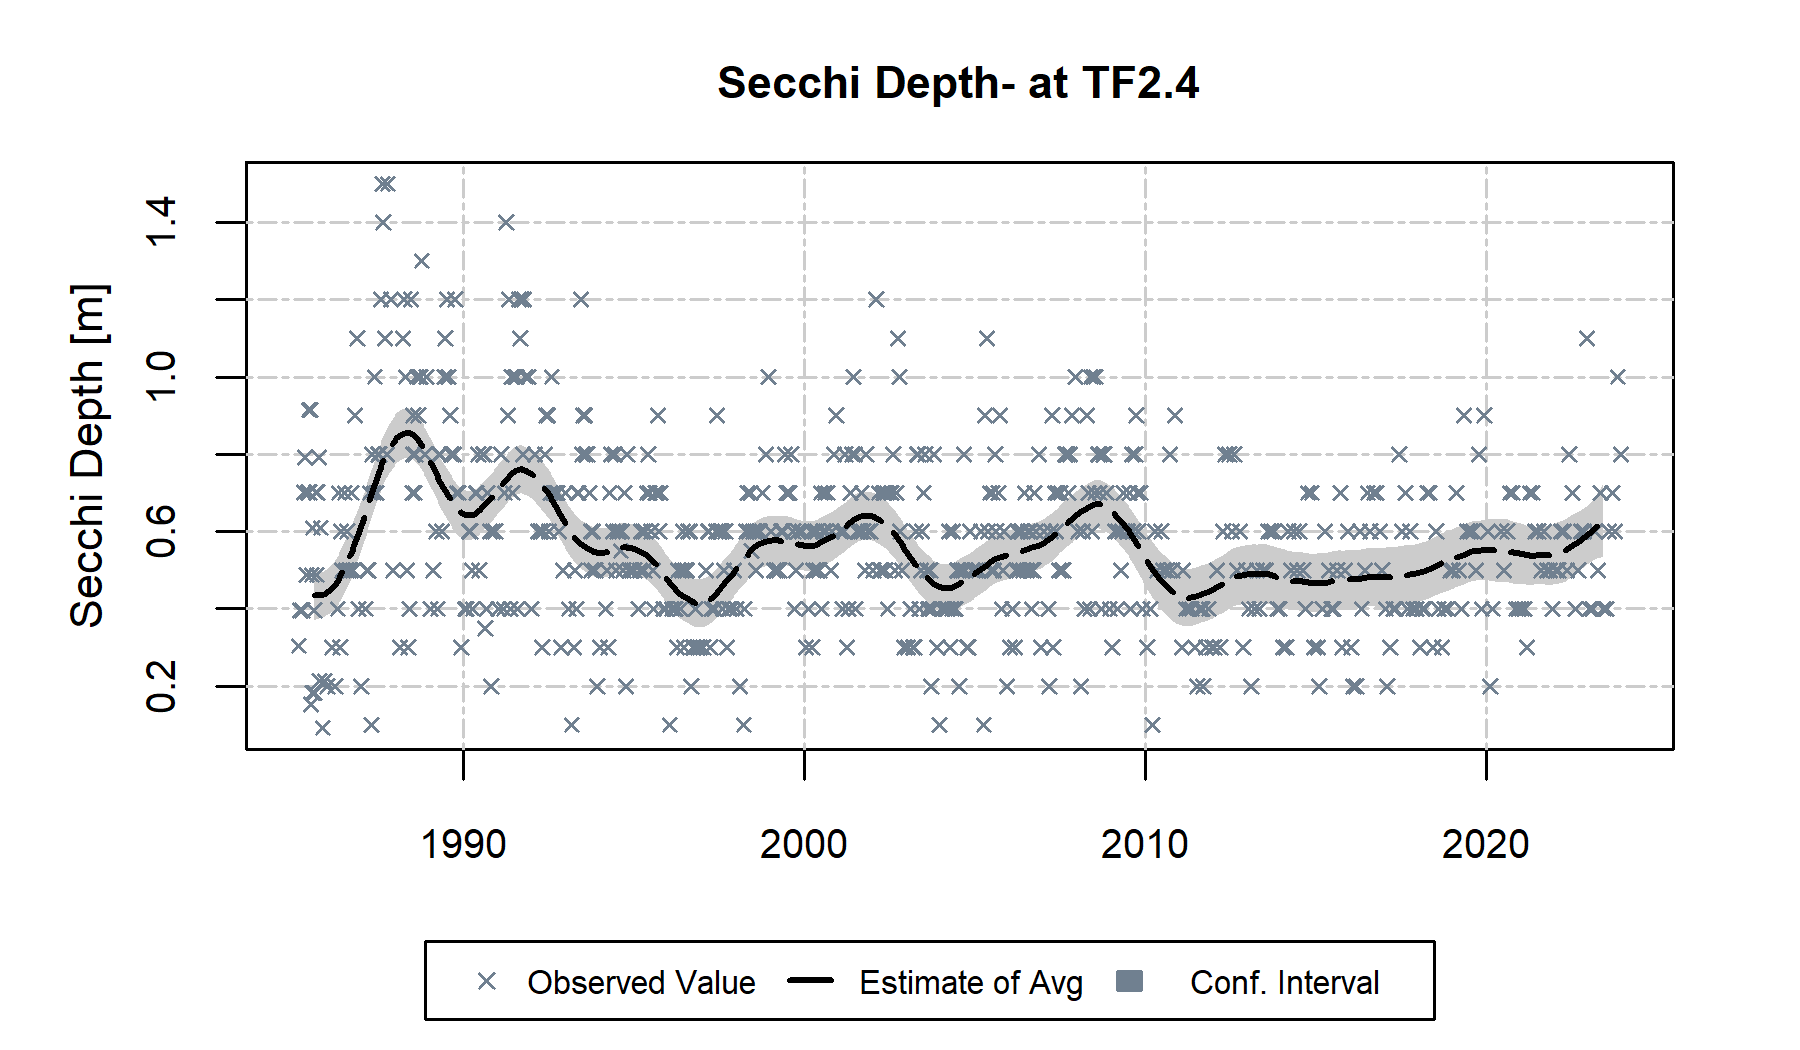 Secchi Depth- at TF2.4
Secchi Depth [m]
1.4
1.0
0.6
0.2
1990 2000 2010 2020
Observed Value Estimate of Avg Conf. Interval